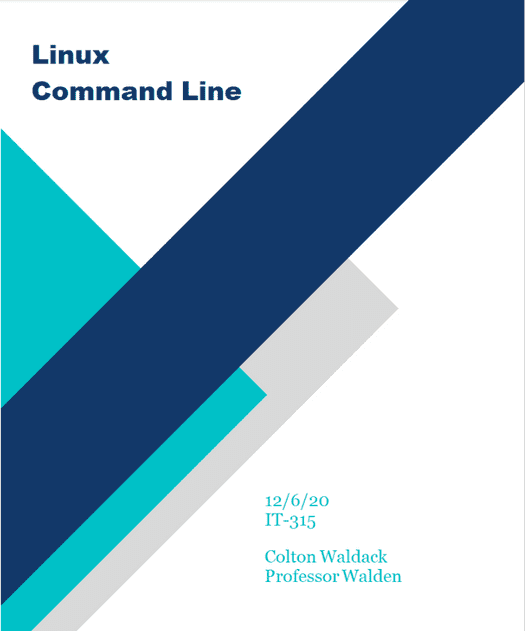 Linux
Command Line
12/6/20
IT-315
Colton Waldack
Professor Walden